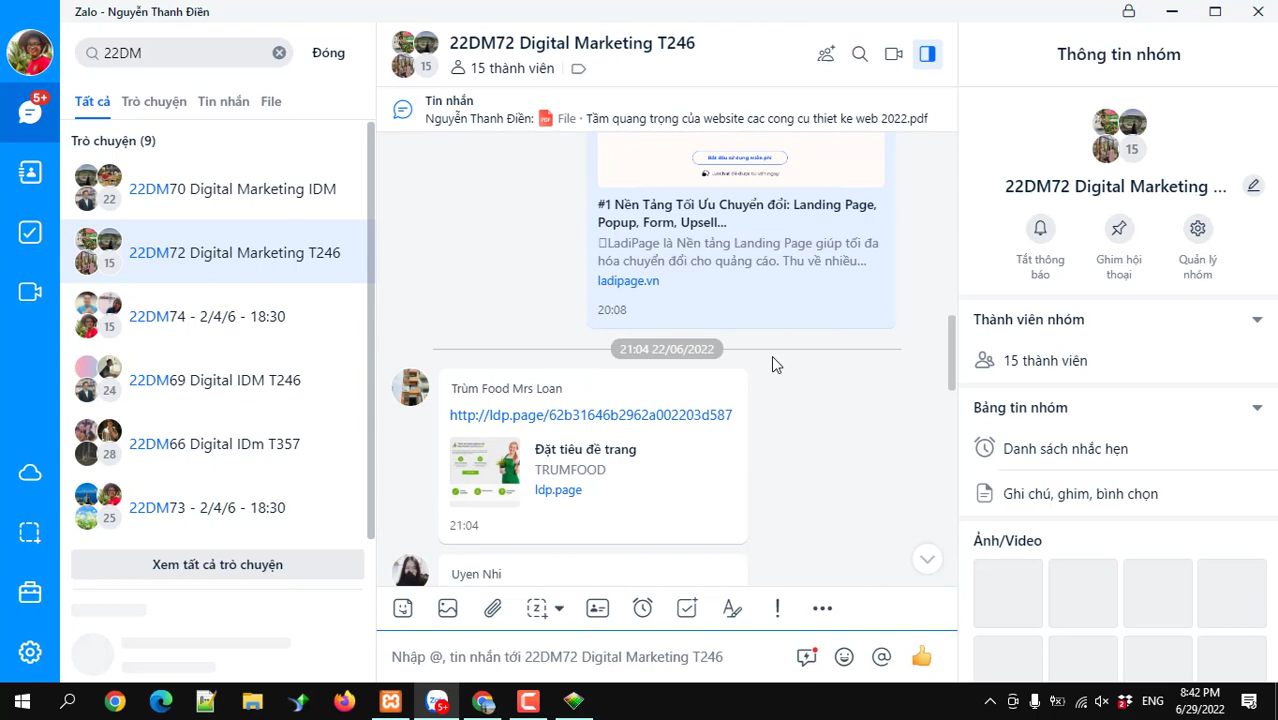 Zalo - Nguyễn Thanh Điền
22DM
Đóng
Tất cả
Trò chuyện
Tin nhắn
File
Trò chuyện (9)
22DM70 Digital Marketing IDM
22
22DM72 Digital Marketing T246
15
22DM74 - 2/4/6 - 18:30
15
22DM69 Digital IDM T246
24
22DM66 Digital IDm T357
28
22DM73 - 2/4/6 - 18:30
25
Xem tất cả trò chuyện
5+
22DM72 Digital Marketing T246
15
15 thành viên
Tin nhắn
Nguyễn Thanh Điền: PDF File · Tầm quang trọng của website cac cong cu thiet ke web 2022.pdf
Bắt đầu sử dụng miễn phí
#1 Nền Tảng Tối Ưu Chuyển đổi: Landing Page,
Popup, Form, Upsell...
LadiPage là Nền tảng Landing Page giúp tối đa
hóa chuyển đổi cho quảng cáo. Thu về nhiều...
ladipage.vn
20:08
21:04 22/06/2022
Trùm Food Mrs Loan
http://ldp.page/62b31646b2962a002203d587
Đặt tiêu đề trang
TRUMFOOD
ldp.page
21:04
Uyen Nhi
Nhập @, tin nhắn tới 22DM72 Digital Marketing T246
Thông tin nhóm
15
22DM72 Digital Marketing ...
Tắt thông
báo
Ghim hội
thoại
Quản lý
nhóm
Thành viên nhóm
15 thành viên
Bảng tin nhóm
Danh sách nhắc hẹn
Ghi chú, ghim, bình chọn
Ảnh/Video
5+
ENG
8:42 PM
6/29/2022